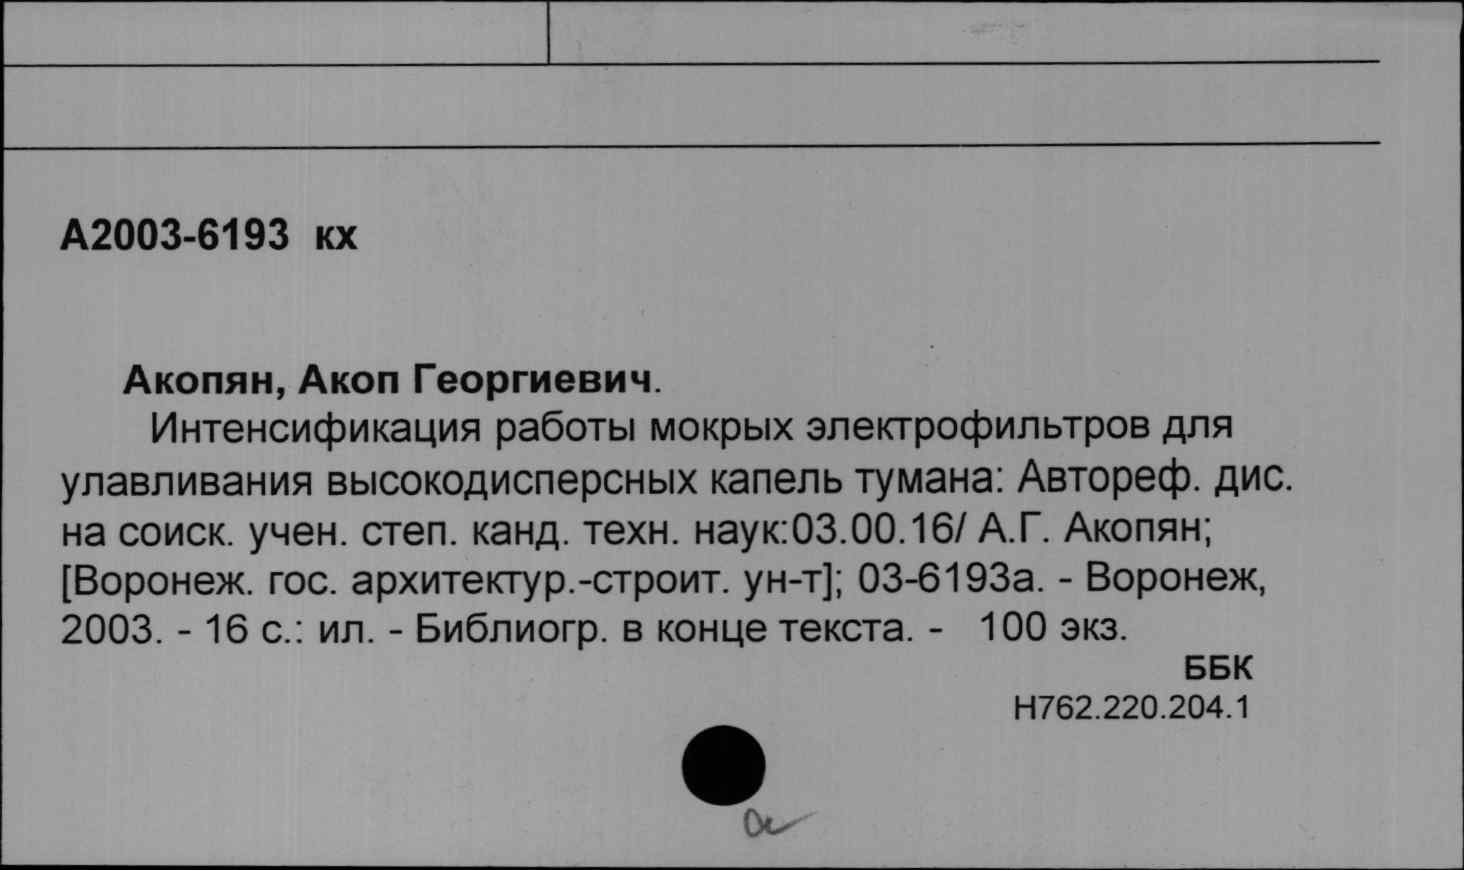 А2003-6193 кх
Акопян, Акоп Георгиевич.
Интенсификация работы мокрых электрофильтров для
улавливания высокодисперсных капель тумана: Автореф. дис.
на соиск. учен. степ. канд. техн. наук:03.00.16/ А.Г. Акопян;
[Воронеж. гос. архитектур.-строит. ун-т]; 03-6193а. - Воронеж,
2003. - 16 с.: ил. - Библиогр. в конце текста. - 100 экз.
ББК
Н762.220.204.1